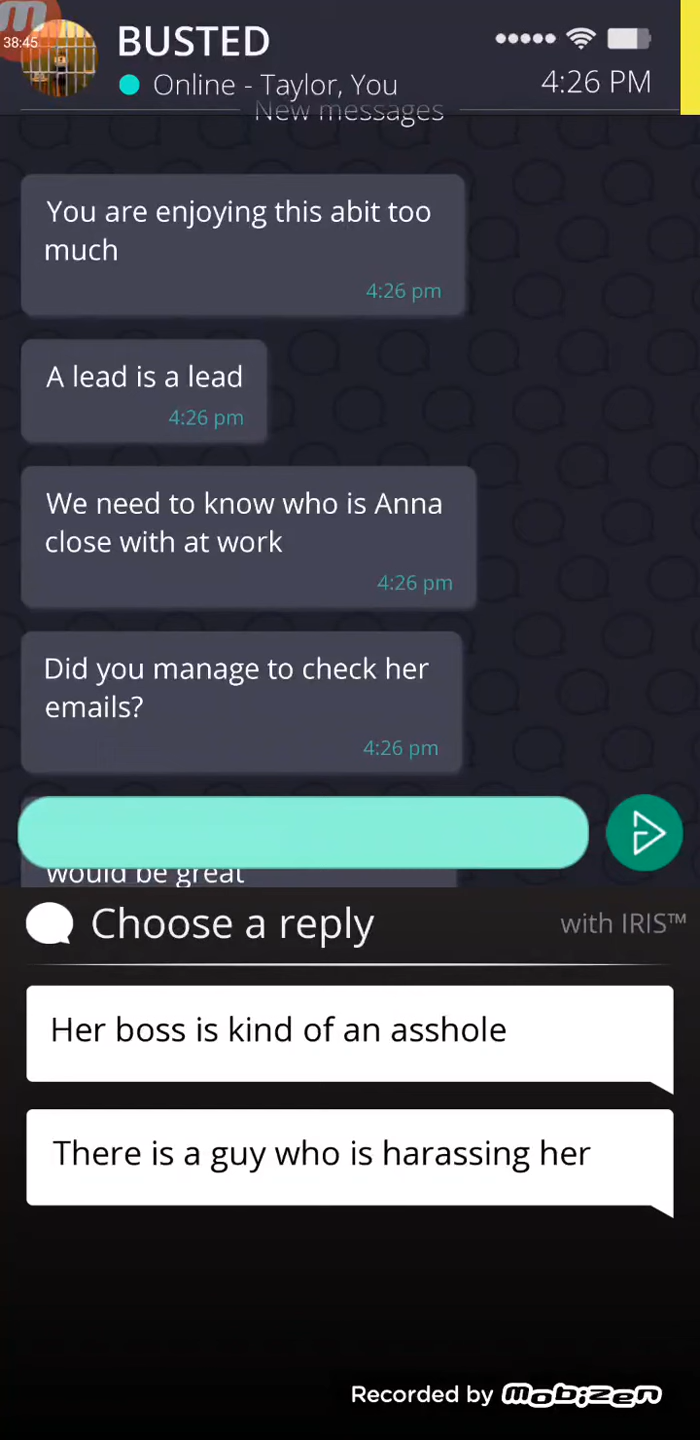 38:45
BUSTED
Online - Taylor, You
4:26 PM
New messages
You are enjoying this abit too
much
4:26 pm
A lead is a lead
4:26 pm
We need to know who is Anna
close with at work
4:26 pm
Did you manage to check her
emails?
4:26 pm
would be great
Choose a reply
with IRIS™
Her boss is kind of an asshole
There is a guy who is harassing her
Recorded by mobizen